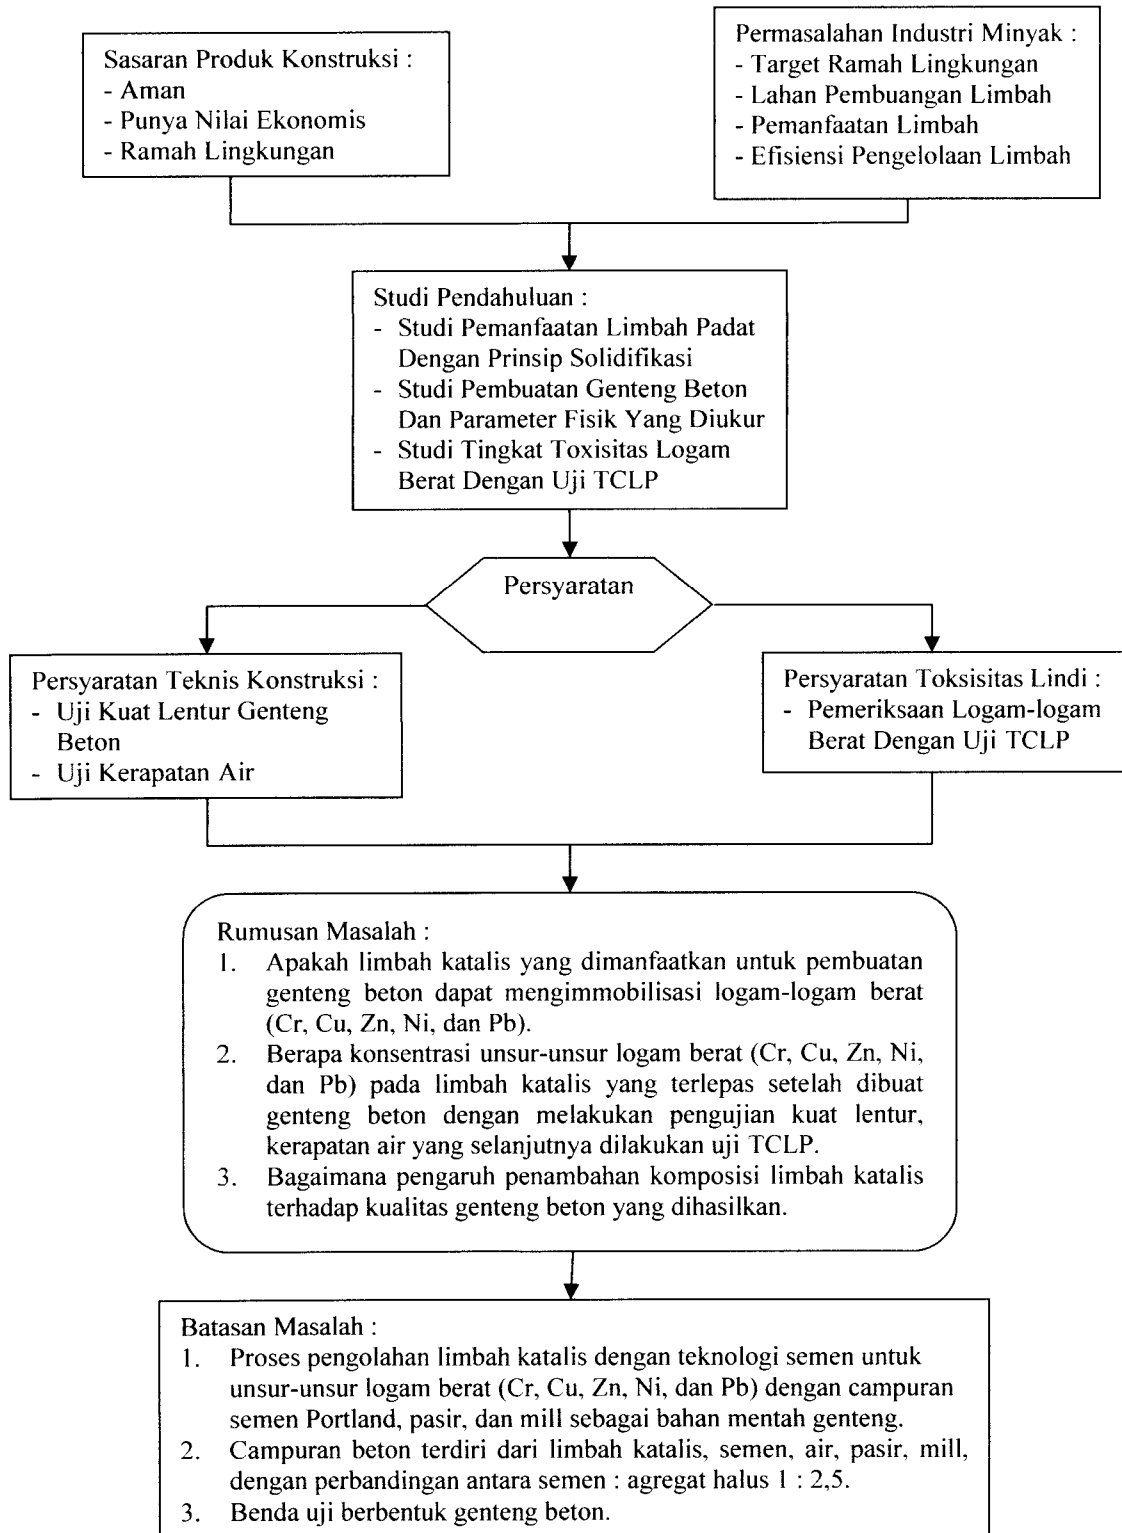 Sasaran Produk Konstruksi :
- Aman
- Punya Nilai Ekonomis
- Ramah Lingkungan
Permasalahan Industri Minyak :
- Target Ramah Lingkungan
- Lahan Pembuangan Limbah
- Pemanfaatan Limbah
- Efisiensi Pengelolaan Limbah
Studi Pendahuluan :
- Studi Pemanfaatan Limbah Padat
Dengan Prinsip Solidifikasi
- Studi Pembuatan Genteng Beton
Dan Parameter Fisik Yang Diukur
- Studi Tingkat Toxisitas Logam
Berat Dengan Uji TCLP
Persyaratan
Persyaratan Teknis Konstruksi :
- Uji Kuat Lentur Genteng
Beton
- Uji Kerapatan Air
Persyaratan Toksisitas Lindi :
- Pemeriksaan Logam-logam
Berat Dengan Uji TCLP
Rumusan Masalah :
1. Apakah limbah katalis yang dimanfaatkan untuk pembuatan
genteng beton dapat mengimmobilisasi logam-logam berat
(Cr, Cu, Zn, Ni, dan Pb).
2. Berapa konsentrasi unsur-unsur logam berat (Cr, Cu, Zn, Ni,
dan Pb) pada limbah katalis yang terlepas setelah dibuat
genteng beton dengan melakukan pengujian kuat lentur,
kerapatan air yang selanjutnya dilakukan uji TCLP.
3. Bagaimana pengaruh penambahan komposisi limbah katalis
terhadap kualitas genteng beton yang dihasilkan.
Batasan Masalah :
1. Proses pengolahan limbah katalis dengan teknologi semen untuk
unsur-unsur logam berat (Cr, Cu, Zn, Ni, dan Pb) dengan campuran
semen Portland, pasir, dan mill sebagai bahan mentah genteng.
2. Campuran beton terdiri dari limbah katalis, semen, air, pasir, mill,
dengan perbandingan antara semen : agregat halus 1 : 2,5.
3. Benda uji berbentuk genteng beton.